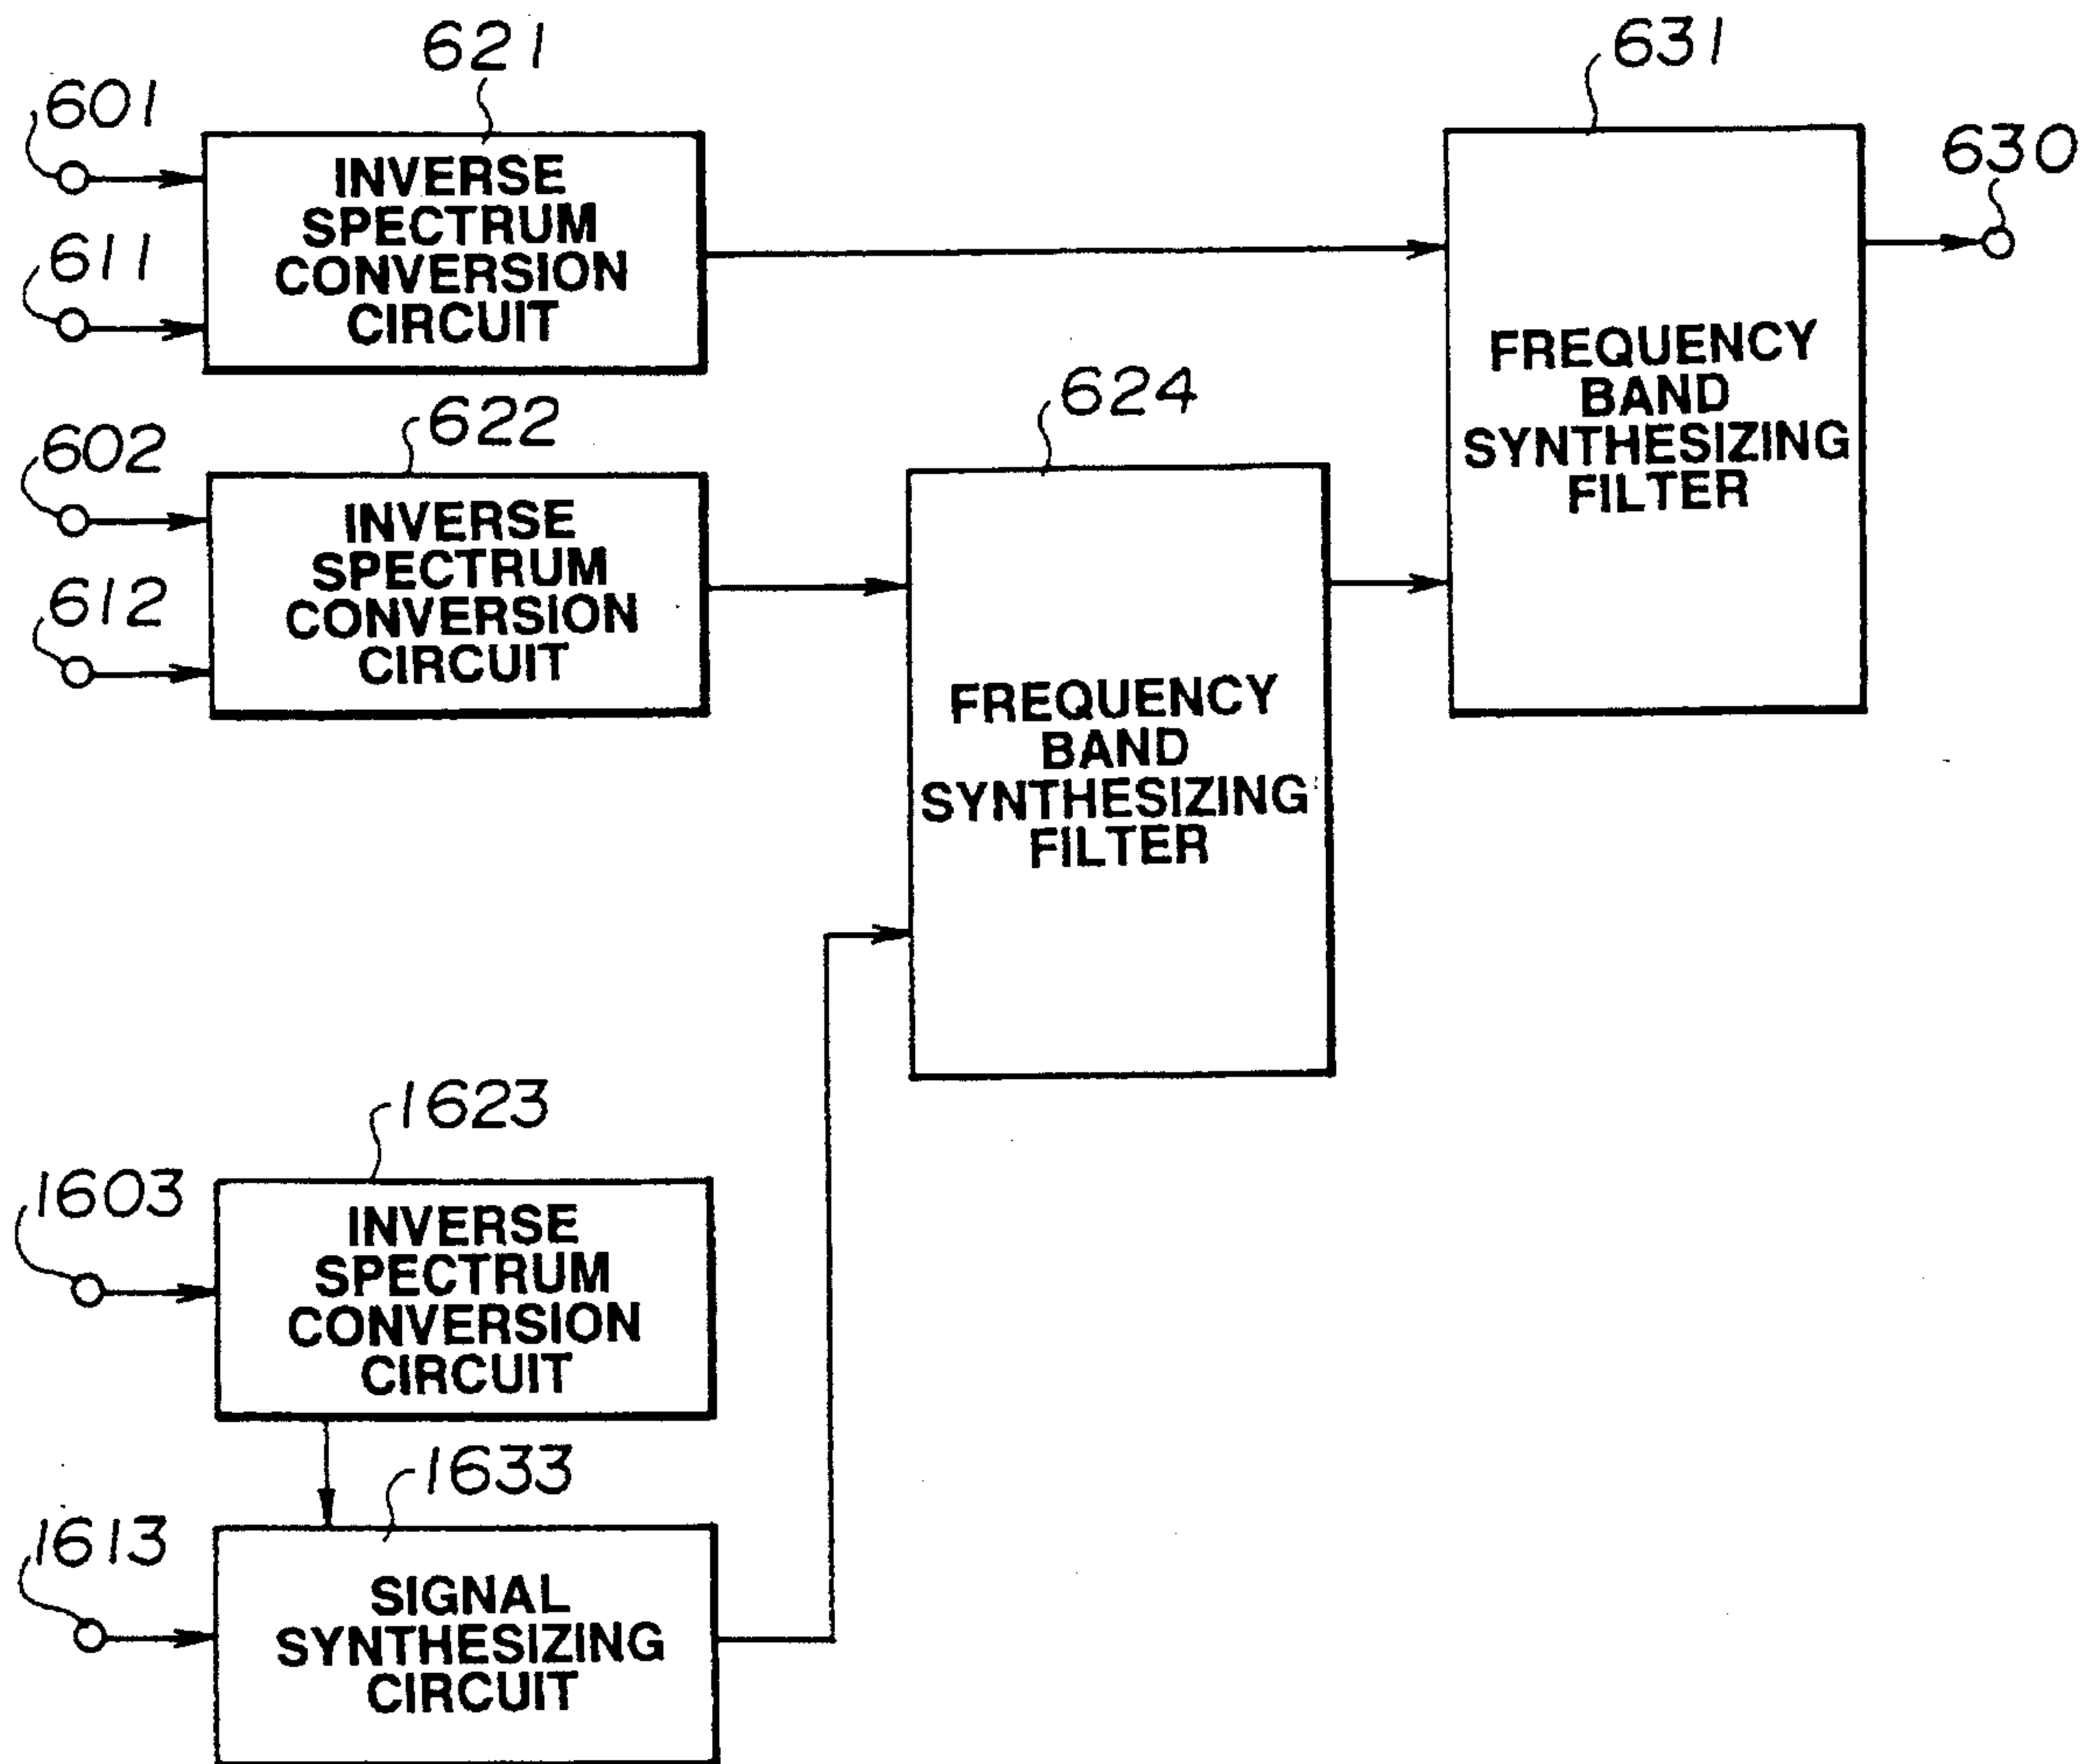 621
631
601
630
INVERSE
SPECTRUM
CONVERSION
CIRCUIT
611
FREQUENCY
BAND
SYNTHESIZING
FILTER
624
622
602
INVERSE
SPECTRUM
CONVERSION
CIRCUIT
612
FREQUENCY
BAND
SYNTHESIZING
FILTER
1623
1603
INVERSE
SPECTRUM
CONVERSION
CIRCUIT
1633
1613
SIGNAL
SYNTHESIZING
CIRCUIT